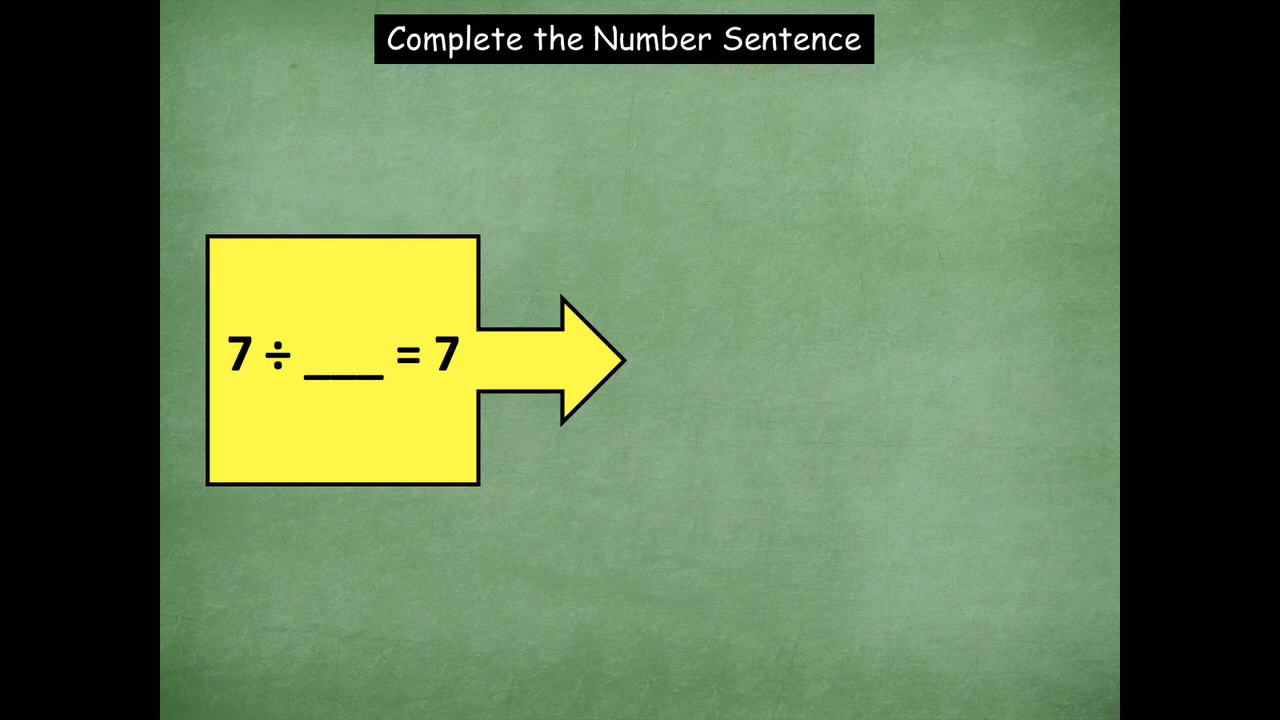 Complete the Number Sentence
7 ÷ ___ = 7